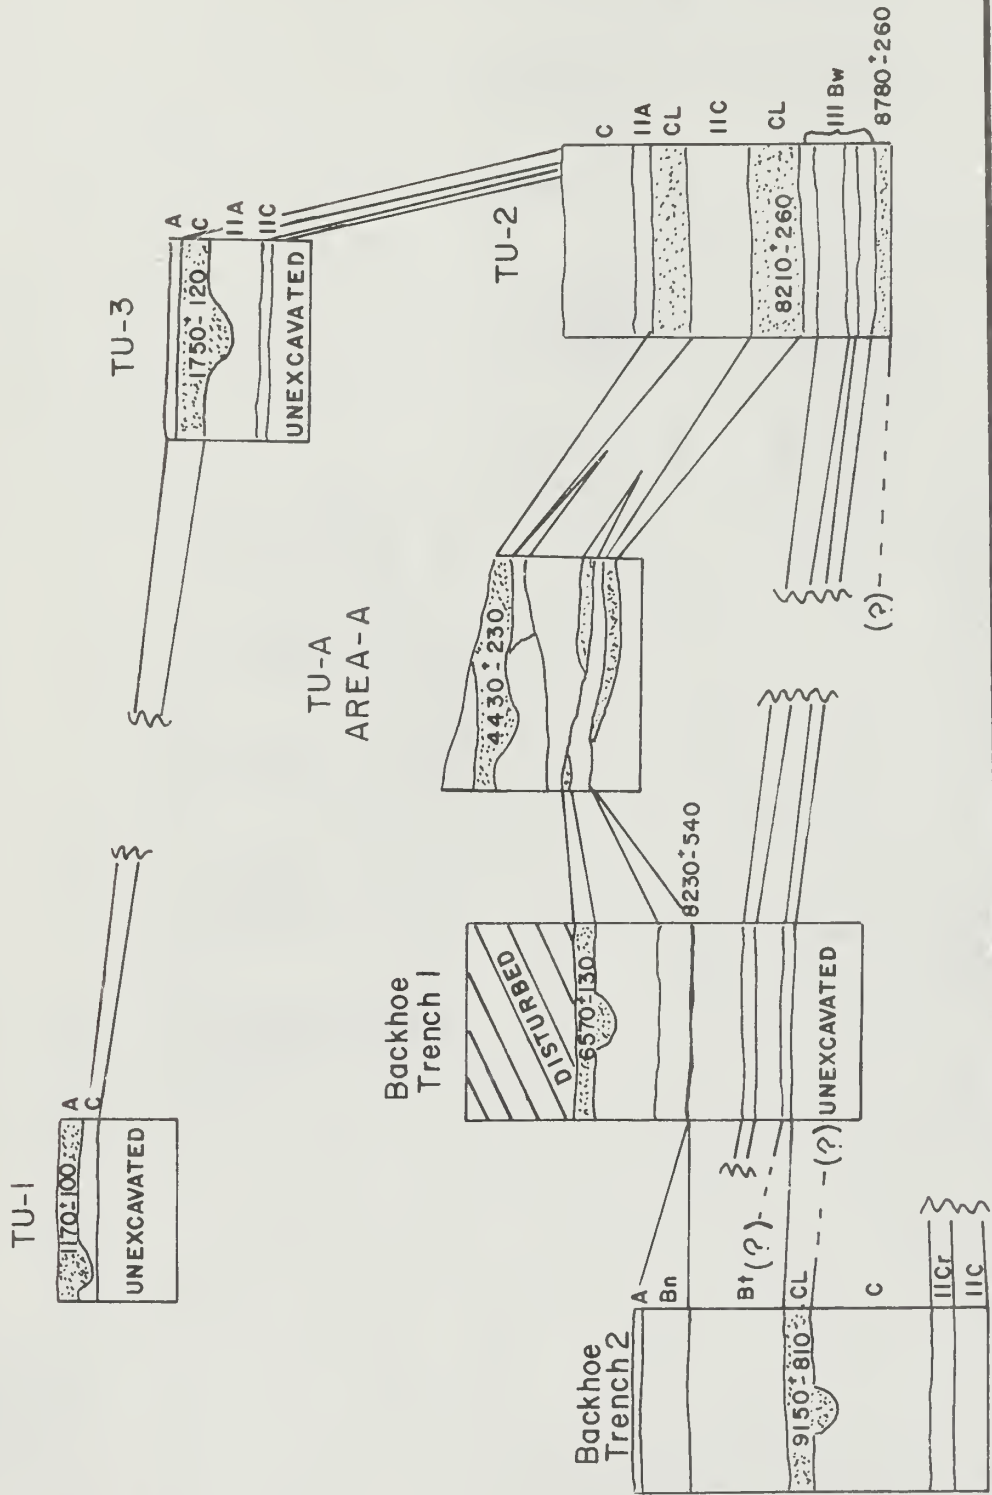 TU-1
1170±100
A
C
UNEXCAVATED
TU-3
A
C
IIA
IIC
1750±120
UNEXCAVATED
TU-A
AREA-A
4430±230
TU-2
C
IIA
CL
IIC
CL
IIIBw
8210±260
8780±260
Backhoe
Trench 1
DISTURBED
6570±130
8230±540
UNEXCAVATED
(?)
(?)
(?)
Backhoe
Trench 2
A
Bn
Bt
CL
C
IICr
IIC
9150±810